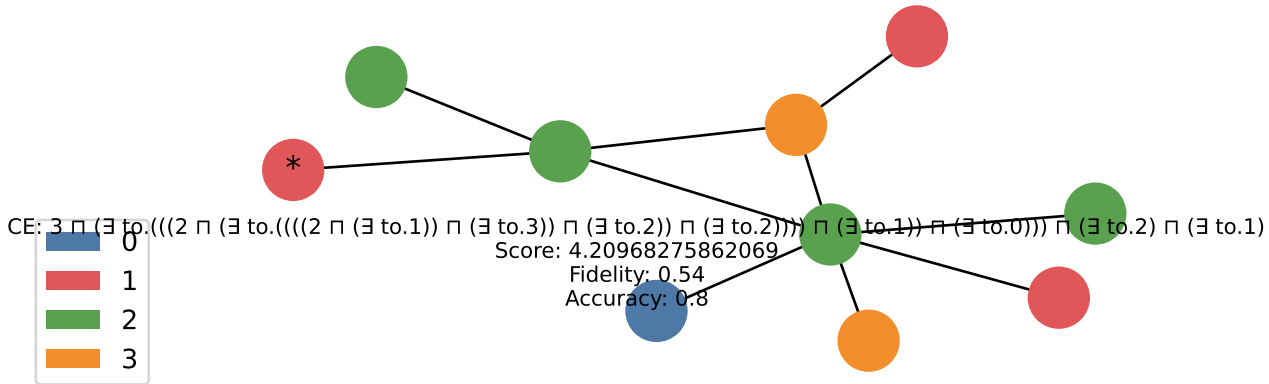 *
CE: 3 ⊓ (∃ to.(((2 ⊓ (∃ to.((((2 ⊓ (∃ to.1)) ⊓ (∃ to.3)) ⊓ (∃ to.2)) ⊓ (∃ to.2)))) ⊓ (∃ to.1)) ⊓ (∃ to.0))) ⊓ (∃ to.2) ⊓ (∃ to.1)
Score: 4.20968275862069
Fidelity: 0.54
Accuracy: 0.8
0
1
2
3